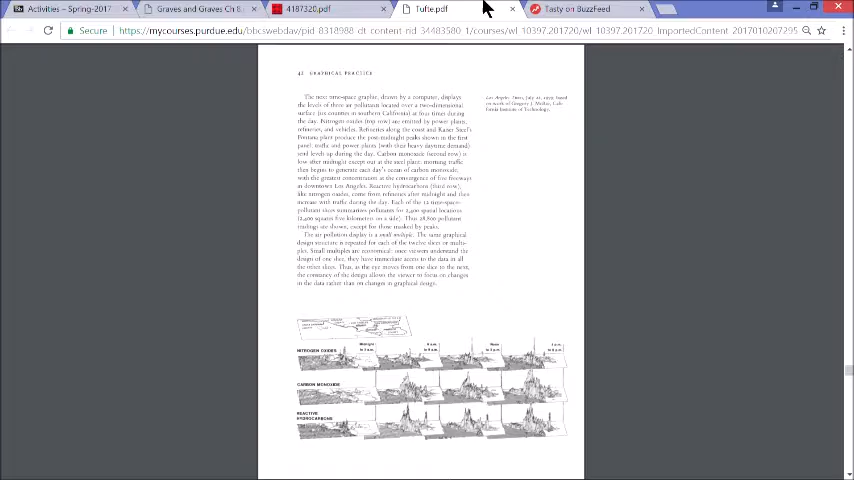 Activities – Spring-2017
Graves and Graves Ch 8.
4187320.pdf
Tufte.pdf
Tasty on BuzzFeed
Secure
https://mycourses.purdue.edu/bbcswebdav/pid-8318988-dt-content-rid-34483580_1/courses/wl_10397.201720/wl_10397.201720_ImportedContent_2017010207295
42 GRAPHICAL PRACTICE
The next time-space graphic, drawn by a computer, displays
the levels of three air pollutants located over a two-dimensional
surface (six counties in southern California) at four times during
the day. Nitrogen oxides (top row) are emitted by power plants,
refineries, and vehicles. Refineries along the coast and Kaiser Steel's
Fontana plant produce the post-midnight peaks shown in the first
panel; traffic and power plants (with their heavy daytime demand)
send levels up during the day. Carbon monoxide (second row) is
low after midnight except out at the steel plant; morning traffic
then begins to generate each day's ocean of carbon monoxide,
with the greatest concentration at the convergence of five freeways
in downtown Los Angeles. Reactive hydrocarbons (third row),
like nitrogen oxides, come from refineries after midnight and then
increase with traffic during the day. Each of the 12 time-space-
pollutant slices summarizes pollutants for 2,400 spatial locations
(2,400 squares five kilometers on a side). Thus 28,800 pollutant
readings are shown, except for those masked by peaks.
The air pollution display is a small multiple. The same graphical
design structure is repeated for each of the twelve slices or multi-
ples. Small multiples are economical: once viewers understand the
design of one slice, they have immediate access to the data in all
the other slices. Thus, as the eye moves from one slice to the next,
the constancy of the design allows the viewer to focus on changes
in the data rather than on changes in graphical design.
Los Angeles Times, July 22, 1979; based
on work of Gregory J. McRae, Cali-
fornia Institute of Technology.
Midnight
to 1 a.m.
6 a.m.
to 9 a.m.
Noon
NITROGEN OXIDES
CARBON MONOXIDE
REACTIVE
HYDROCARBONS